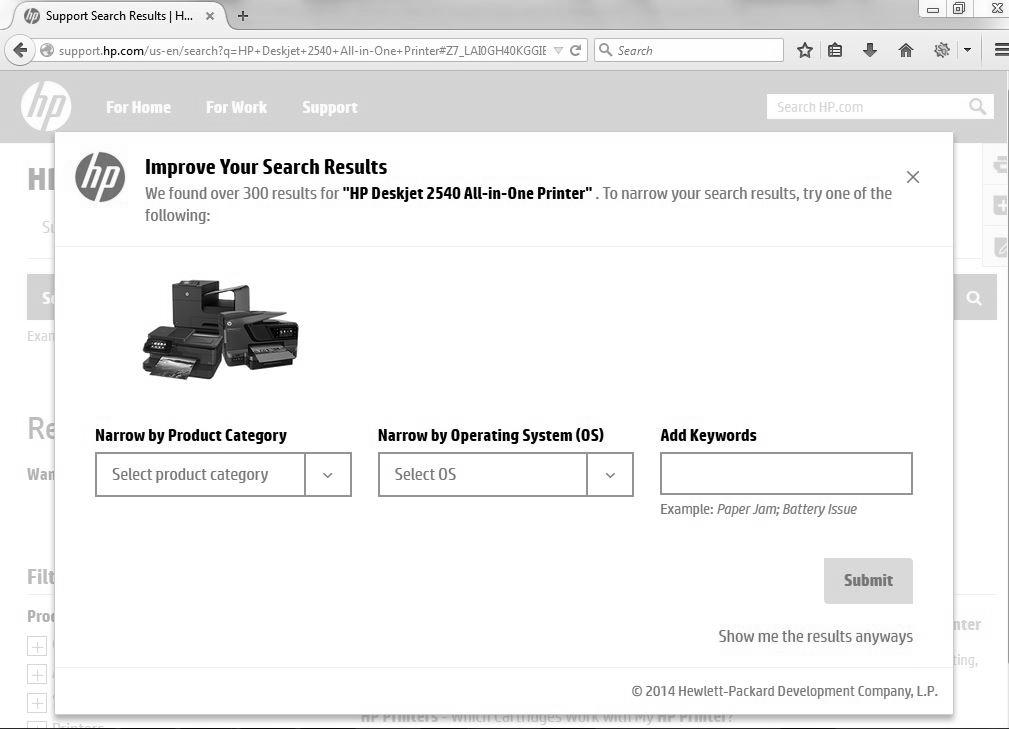 Support Search Results | H...
support.hp.com/us-en/search?q=HP+Deskjet+2540+All-in-One+Printer#Z7_LAI0GH40KGGIE
Search
hp
For Home
For Work
Support
Search HP.com
hp
Improve Your Search Results
We found over 300 results for "HP Deskjet 2540 All-in-One Printer" . To narrow your search results, try one of the
following:
Narrow by Product Category
Narrow by Operating System (OS)
Add Keywords
Select product category
Select OS
Example: Paper Jam; Battery Issue
Submit
Show me the results anyways
© 2014 Hewlett-Packard Development Company, L.P.
Printers
HP Printers - Which Cartridges Work with My HP Printer?